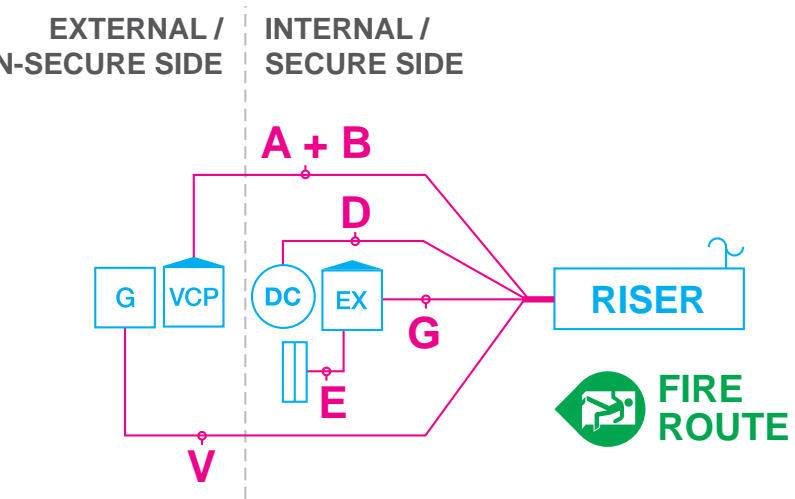 EXTERNAL / INTERNAL /
N-SECURE SIDE SECURE SIDE
A + B
D
G VCP DC EX RISER
G
E
FIRE
ROUTE
V